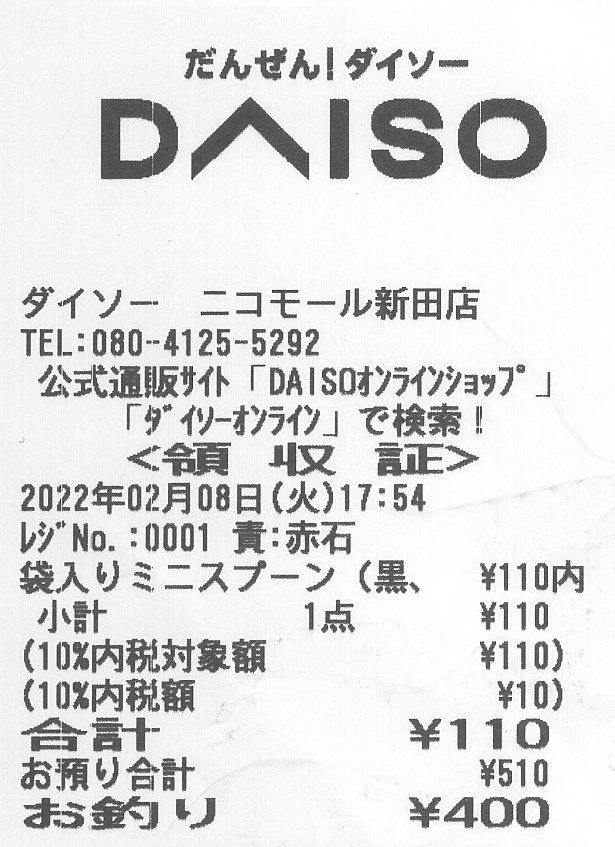 だんぜん!ダイソー
DAISO
ダイソー　ニコモール新田店
TEL:080-4125-5292
公式通販ｻｲﾄ「DAISOｵﾝﾗｲﾝｼｮｯﾌﾟ」
「ﾀﾞｲｿｰｵﾝﾗｲﾝ」で検索!
<領　収　証>
2022年02月08日(火)17:54
ﾚｼﾞNo.:0001 責:赤石
袋入りミニスプーン（黒、 ¥110内
小計 1点 ¥110
(10%内税対象額 ¥110)
(10%内税額 ¥10)
合計 ¥110
お預り合計 ¥510
お釣り ¥400